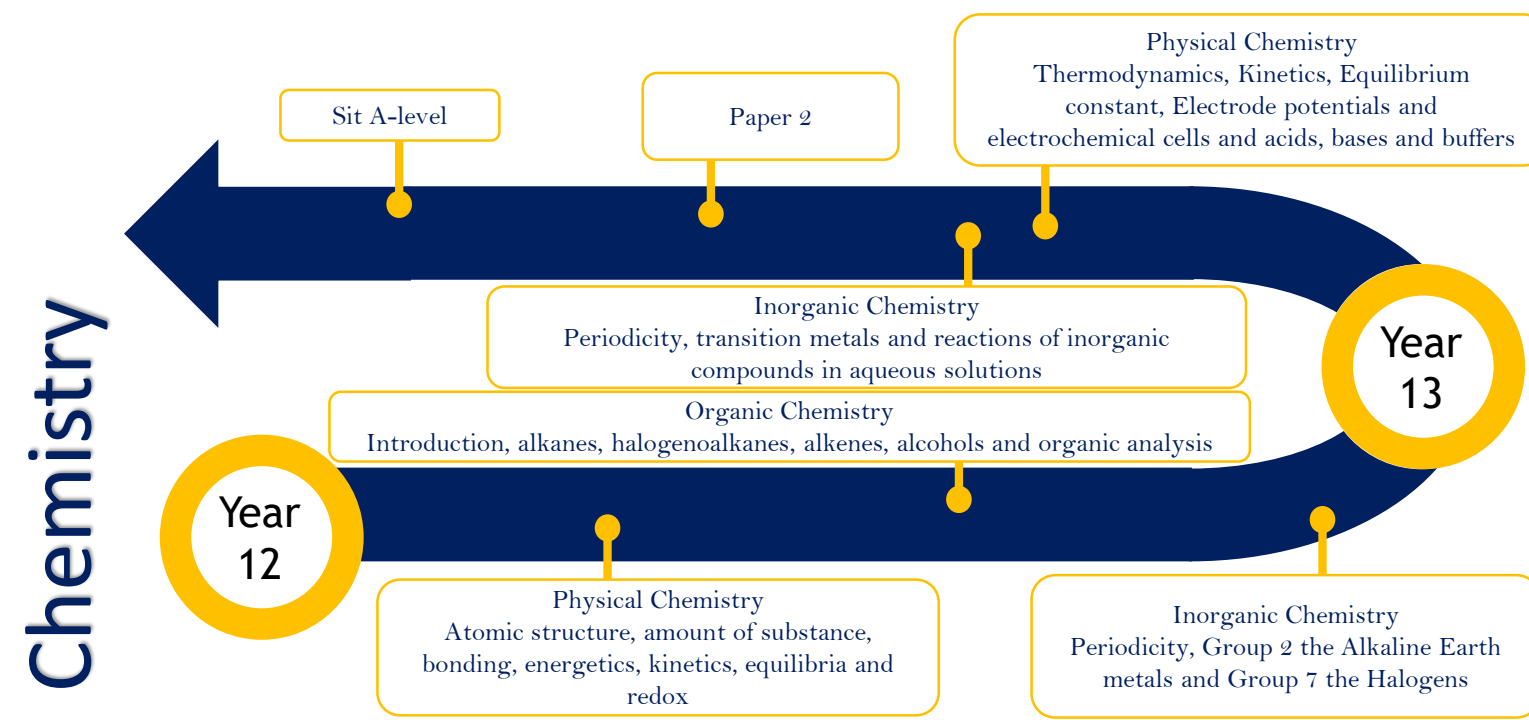 Chemistry
Year
12
Physical Chemistry
Atomic structure, amount of substance,
bonding, energetics, kinetics, equilibria and
redox
Organic Chemistry
Introduction, alkanes, halogenoalkanes, alkenes, alcohols and organic analysis
Inorganic Chemistry
Periodicity, Group 2 the Alkaline Earth
metals and Group 7 the Halogens
Year
13
Physical Chemistry
Thermodynamics, Kinetics, Equilibrium
constant, Electrode potentials and
electrochemical cells and acids, bases and buffers
Inorganic Chemistry
Periodicity, transition metals and reactions of inorganic
compounds in aqueous solutions
Paper 2
Sit A-level